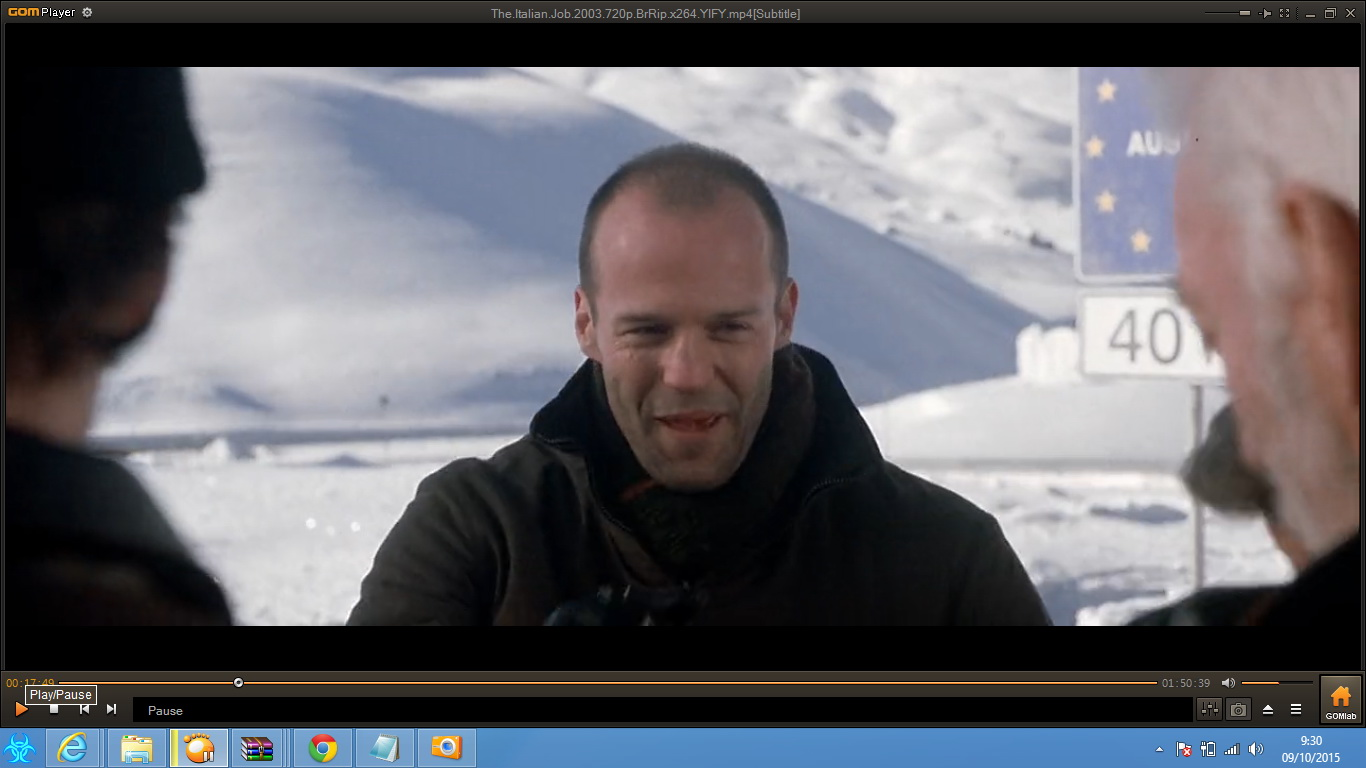 GOM Player
The.Italian.Job.2003.720p.BrRip.x264.YIFY.mp4[Subtitle]
AUS
40
00:17:49
01:50:39
Play/Pause
Pause
GOMlab
9:30
09/10/2015